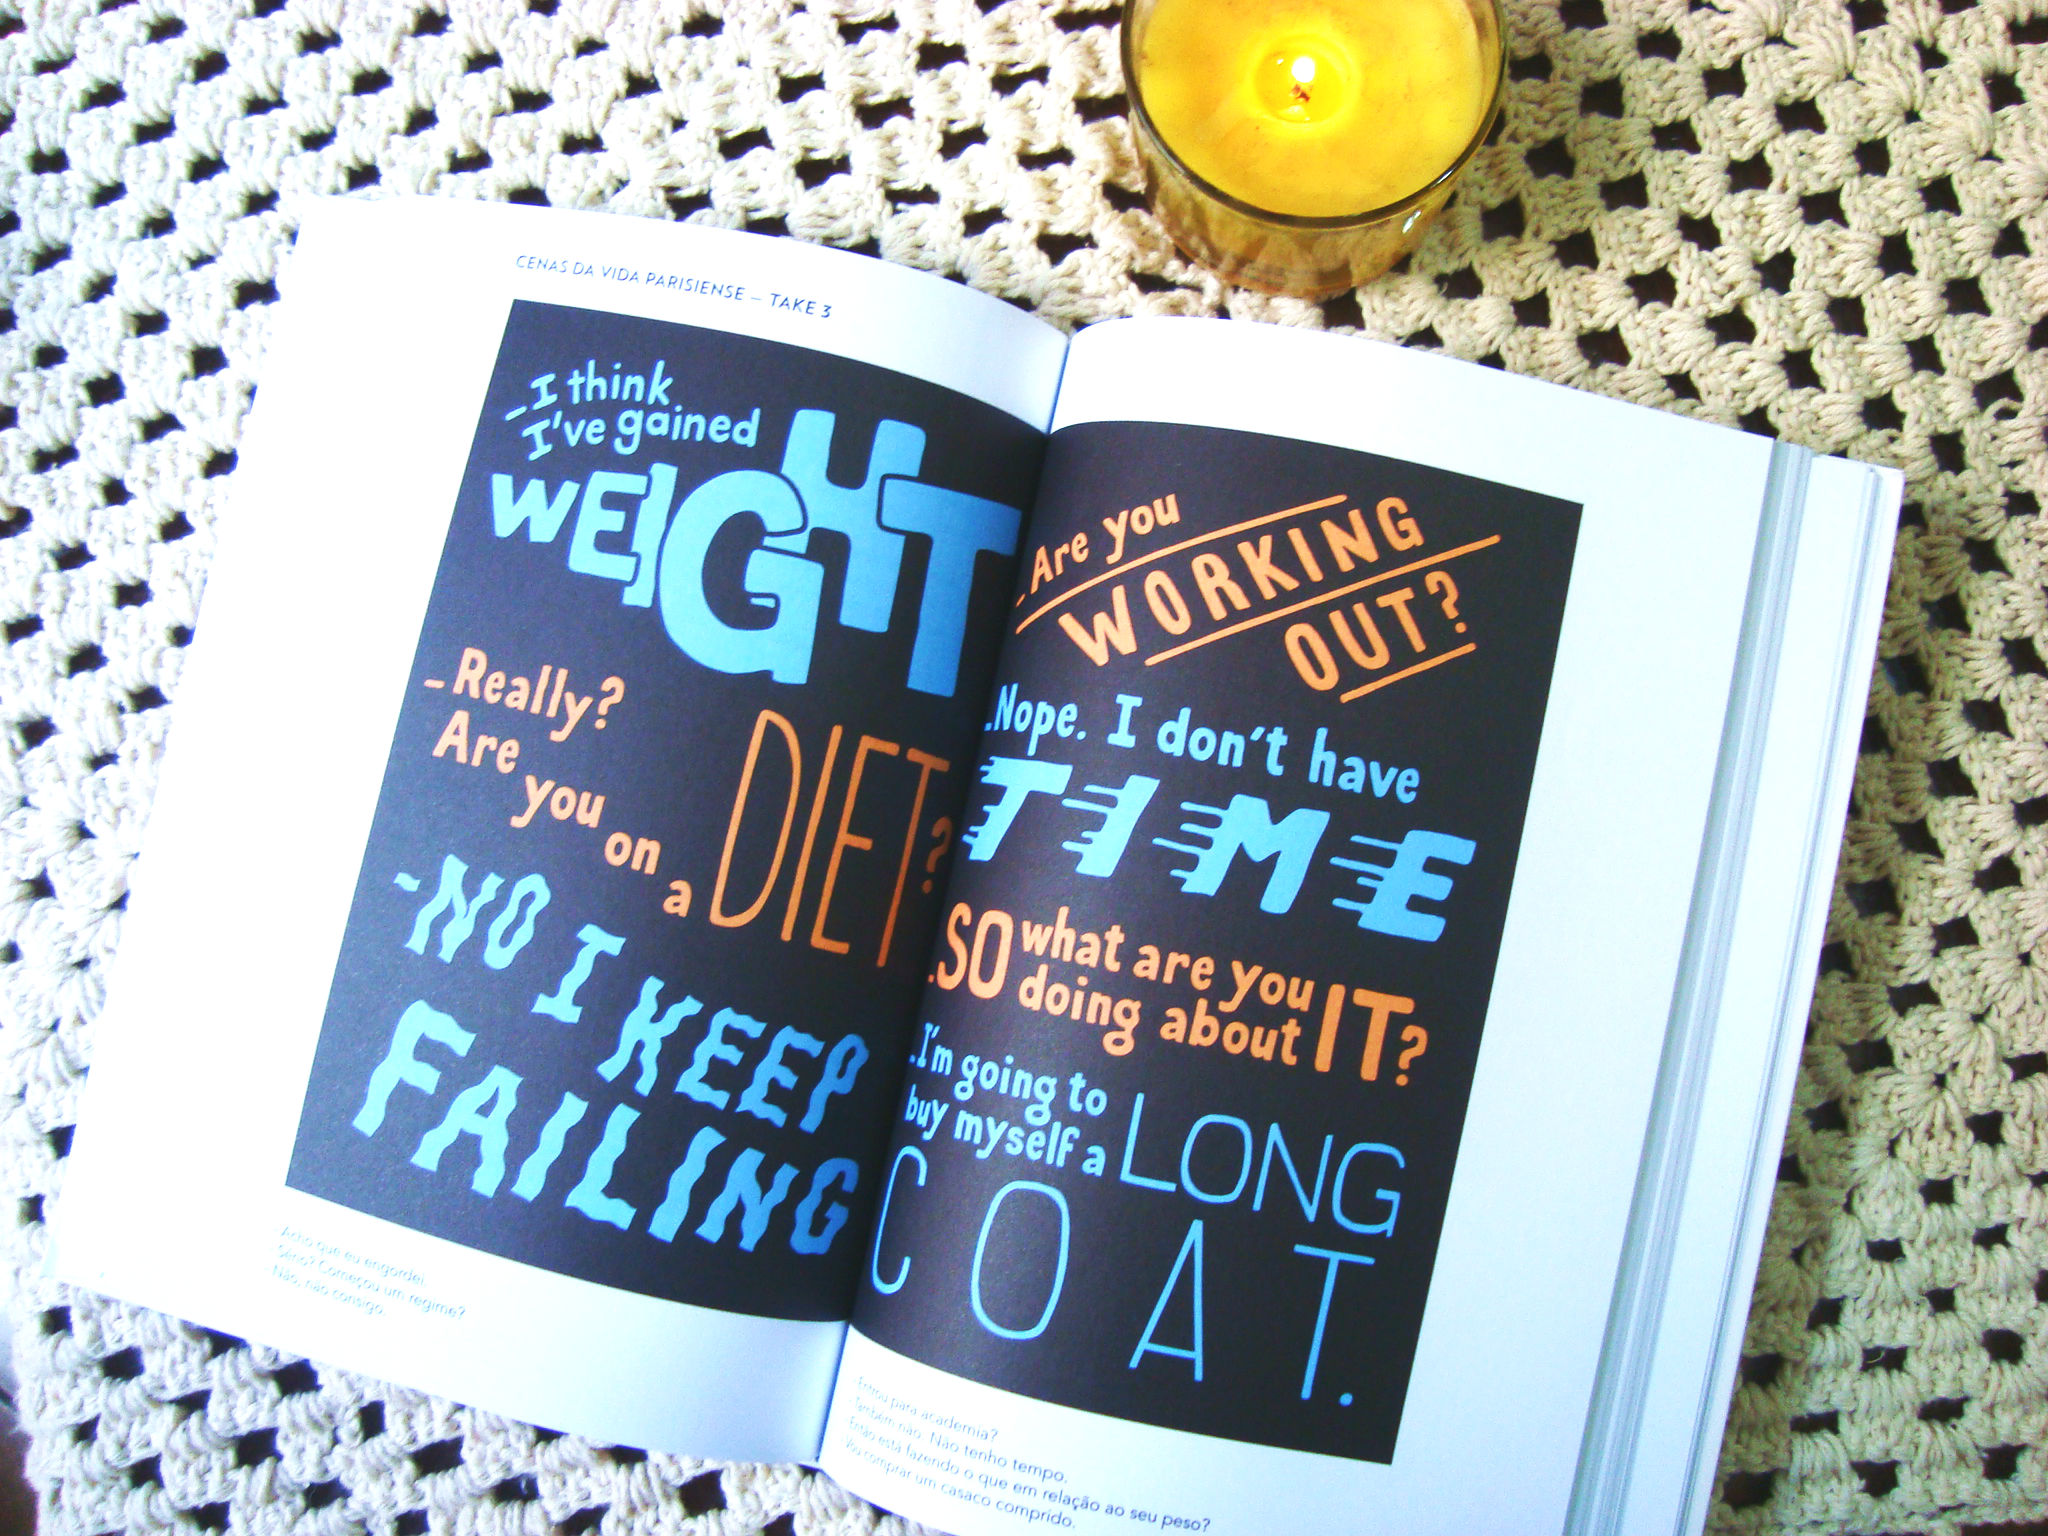 CENAS DA VIDA PARISIENSE – TAKE 3
_I think
I've gained
WEIGHT
_Really?
Are you on a DIET?
-NO I KEEP
FAILING
Acho que eu engordei.
Sério? Começou um regime?
Não, não consigo.
_Are you
WORKING
OUT?
_Nope. I don't have
TIME
_SO what are you
doing about IT?
_I'm going to
buy myself a LONG
COAT.
-Entrou para academia?
-Também não. Não tenho tempo.
-Então está fazendo o que em relação ao seu peso?
-Vou comprar um casaco comprido.